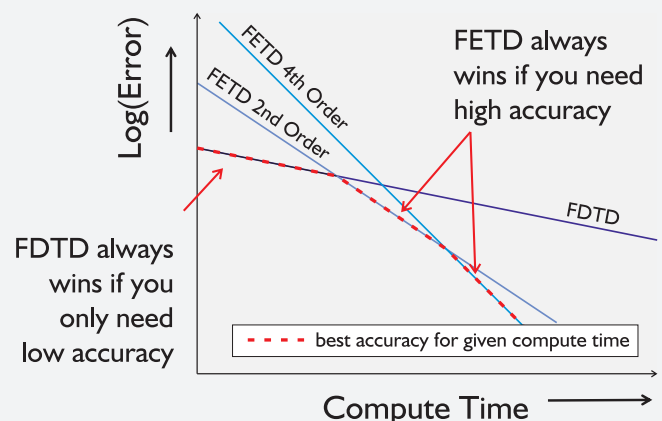 Log(Error)
FETD 4th Order
FETD 2nd Order
FETD always
wins if you need
high accuracy
FDTD
FDTD always
wins if you
only need
low accuracy
best accuracy for given compute time
Compute Time